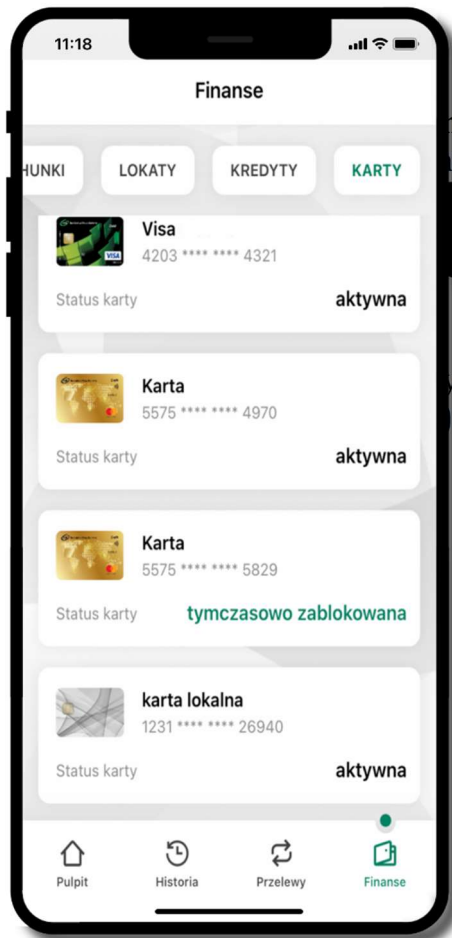 11:18
Finanse
HUNKI LOKATY KREDYTY KARTY
Visa
4203 **** **** 4321
VISA
Status karty aktywna
Karta
5575 **** **** 4970
Status karty aktywna
Karta
5575 **** **** 5829
Status karty tymczasowo zablokowana
karta lokalna
1231 **** **** 26940
Status karty aktywna
Pulpit Historia Przelewy Finanse